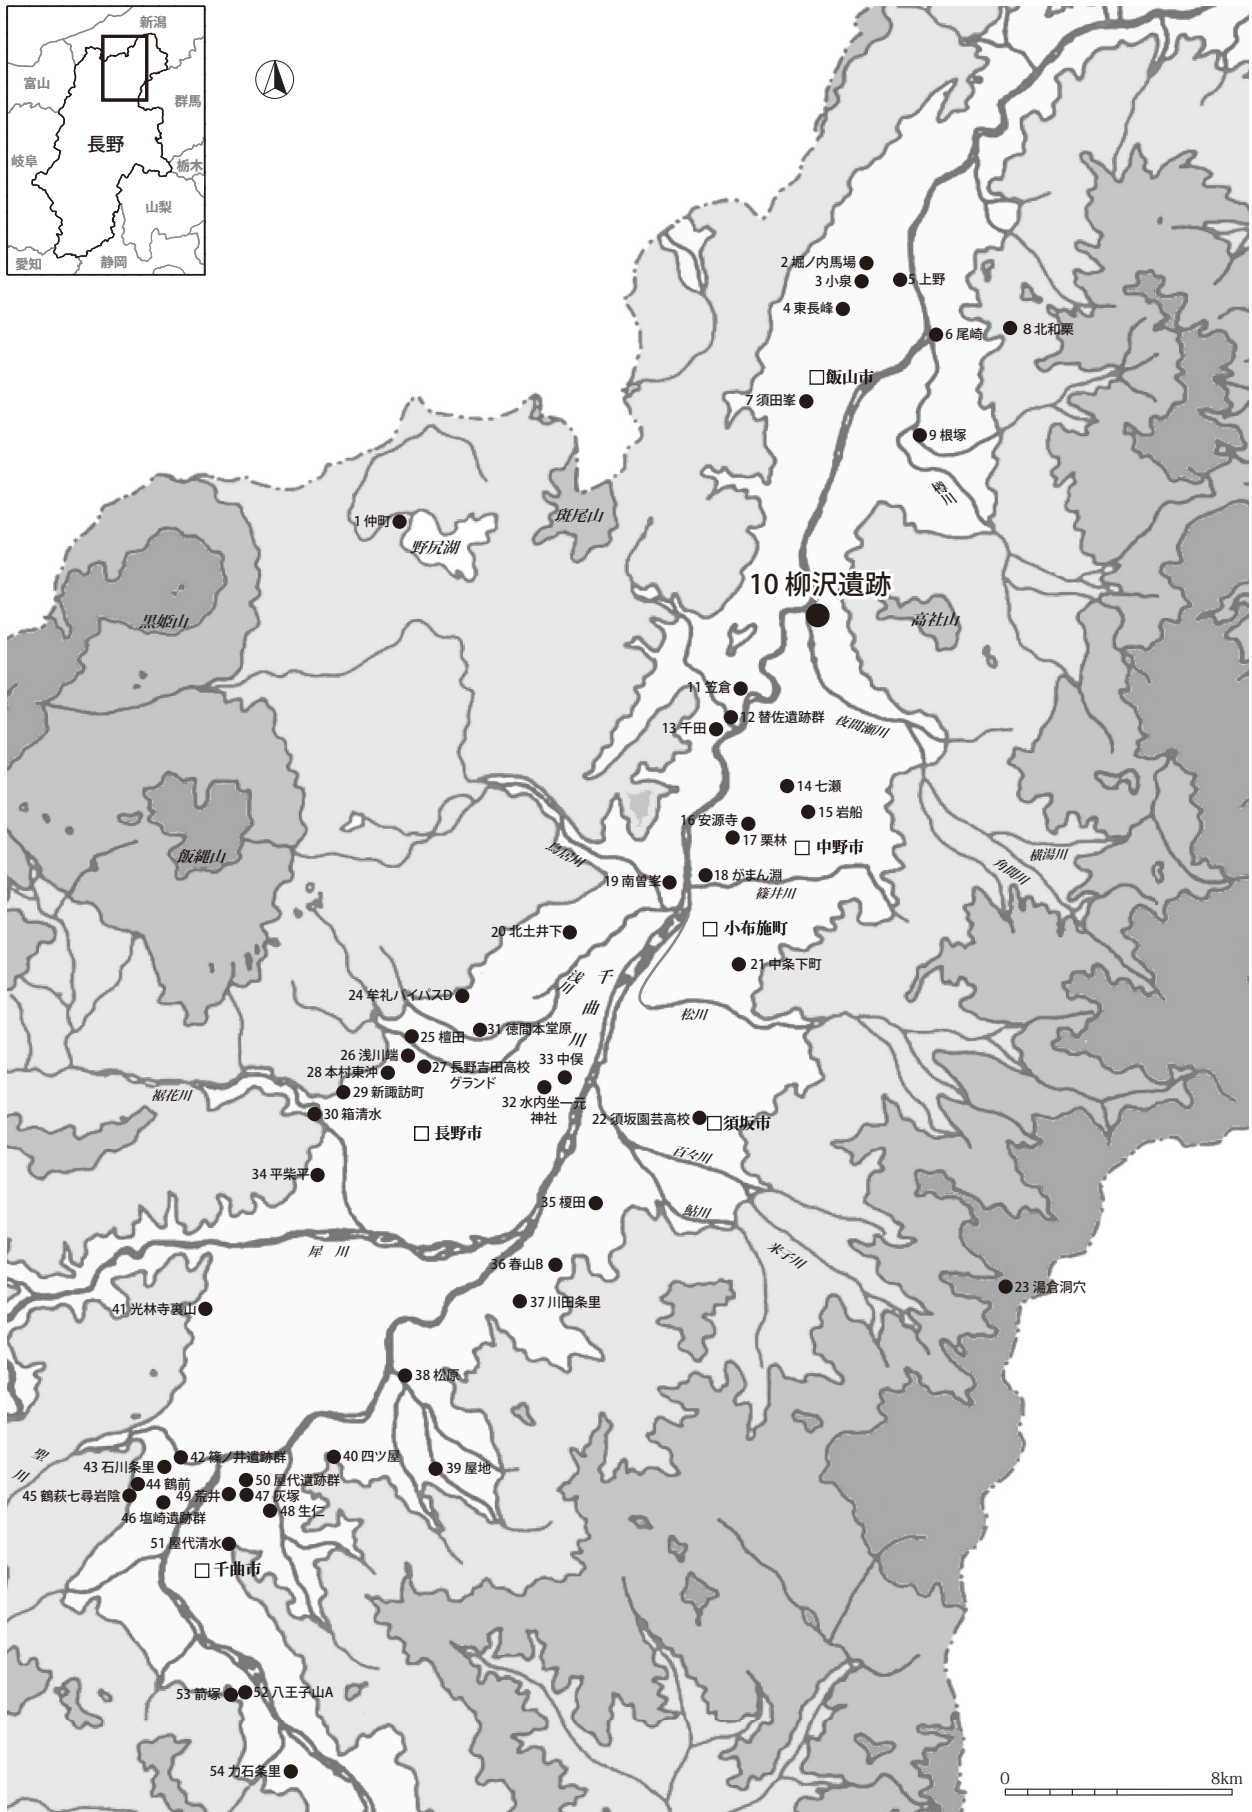 新潟
富山
群馬
長野
岐阜
栃木
山梨
愛知
静岡
2 堀ノ内馬場
3 小泉
5 上野
4 東長峰
6 尾崎
8 北和栗
飯山市
7 須田峯
9 根塚
樽川
1 仲町
斑尾山
野尻湖
10 柳沢遺跡
黒姫山
高社山
11 笠倉
12 替佐遺跡群
13 千田
夜間瀬川
14 七瀬
15 岩船
16 安源寺
17 栗林
中野市
飯縄山
鳥居川
横湯川
角間川
18 がまん淵
19 南曽峯
篠井川
小布施町
20 北土井下
21 中条下町
浅川
千曲川
24 牟礼バイパスD
松川
31 徳間本堂原
25 檀田
26 浅川端
33 中俣
27 長野吉田高校
グランド
28 本村東沖
29 新諏訪町
裾花川
32 水内坐一元
神社
30 箱清水
22 須坂園芸高校
須坂市
長野市
百々川
34 平柴平
35 榎田
鮎川
犀川
米子川
36 春山B
23 湯倉洞穴
37 川田条里
41 光林寺裏山
38 松原
聖川
42 篠ノ井遺跡群
40 四ツ屋
43 石川条里
39 屋地
44 鶴前
50 屋代遺跡群
45 鶴萩七尋岩陰
49 荒井
47 灰塚
46 塩崎遺跡群
48 生仁
51 屋代清水
千曲市
53 箭塚
52 八王子山A
54 力石条里
0 8km